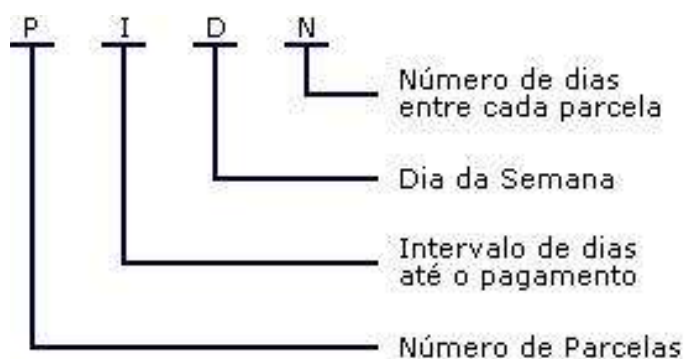 P I D N
Número de dias
entre cada parcela
Dia da Semana
Intervalo de dias
até o pagamento
Número de Parcelas